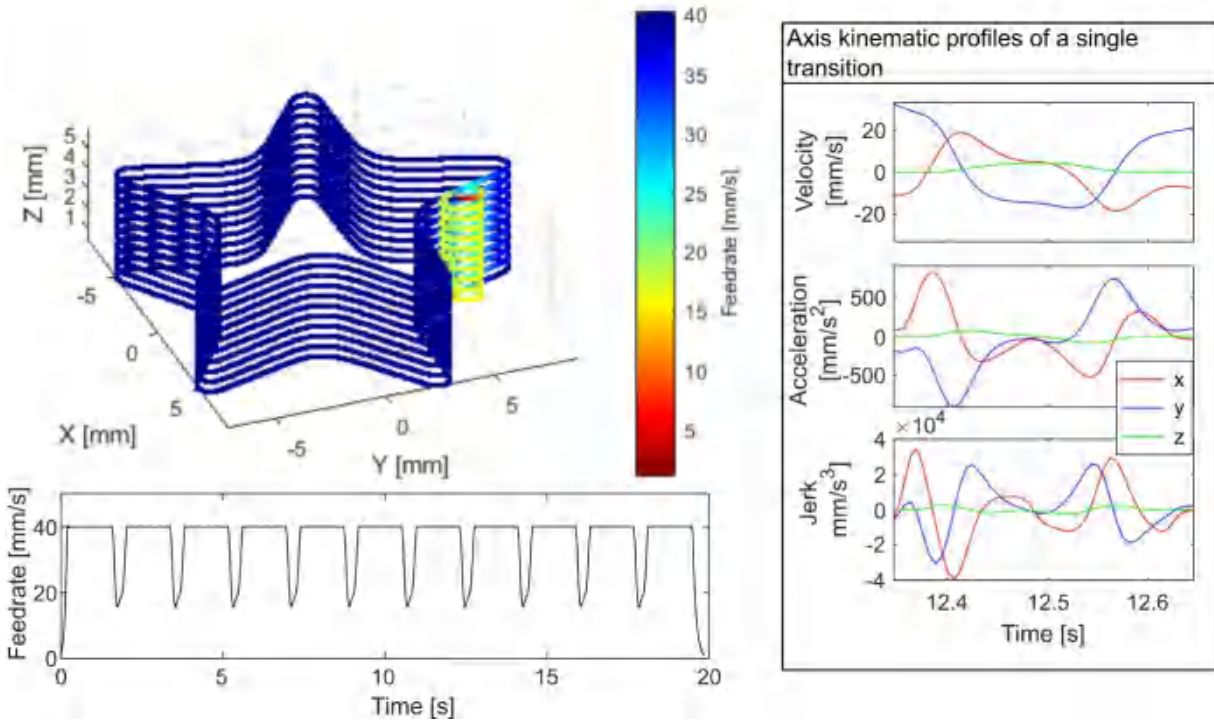 5
4
3
2
1
Z [mm]
-5
0
5
X [mm]
-5
0
5
Y [mm]
40
35
30
25
20
15
10
5
Feedrate [mm/s]
Feedrate [mm/s]
40
20
0
0
5
10
15
20
Time [s]
Axis kinematic profiles of a single
transition
Velocity
[mm/s]
20
0
-20
Acceleration
[mm/s²]
500
0
-500
x
y
z
×10⁴
Jerk
mm/s³]
4
2
0
-2
-4
12.4
12.5
12.6
Time [s]